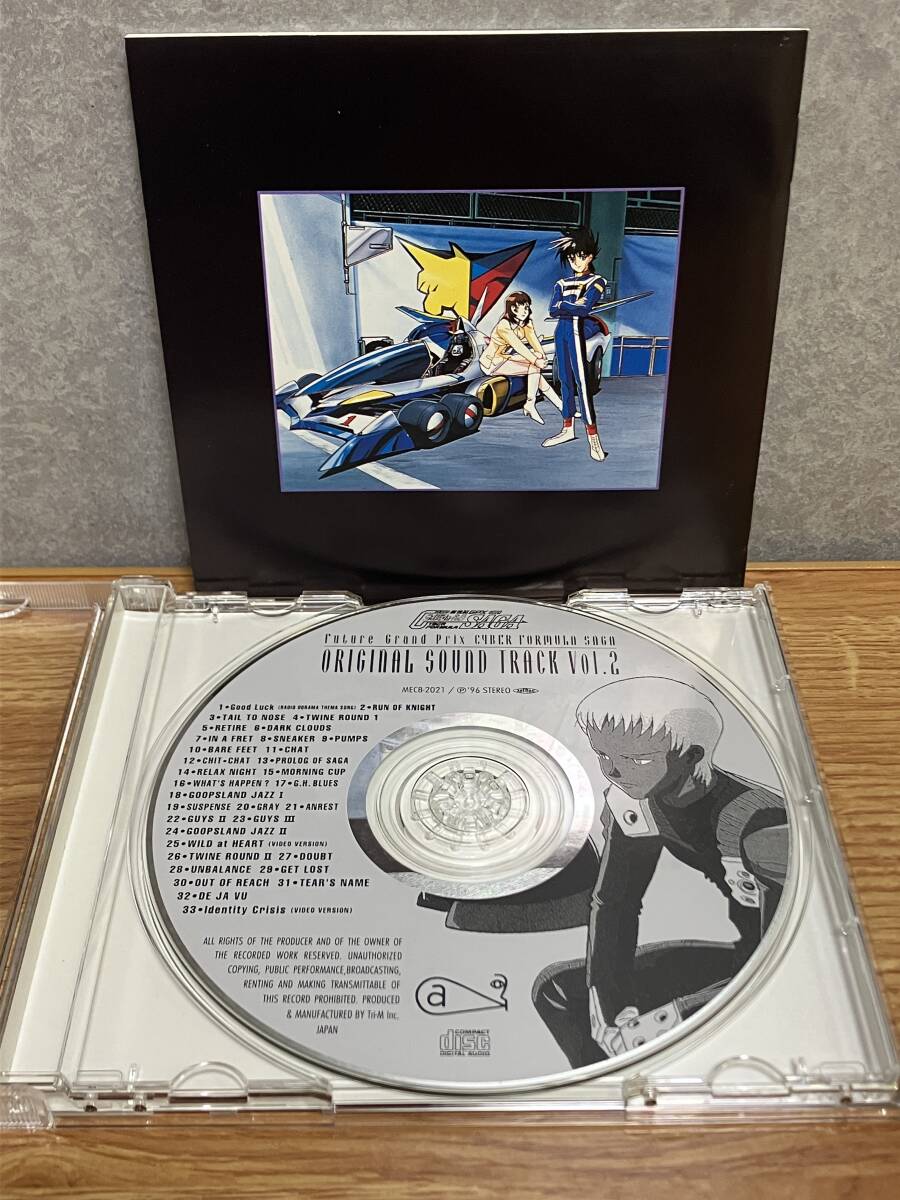 1
SAGA
Future Grand Prix CYBER FORMULA SAGA
ORIGINAL SOUND TRACK Vol.2
MECB-2021 / Ⓟ'96 STEREO
1•Good Luck (RADIO DORAMA THEMA SONG) 2•RUN OF KNIGHT
3•TAIL TO NOSE 4•TWINE ROUND 1
5•RETIRE 6•DARK CLOUDS
7•IN A FRET 8•SNEAKER 9•PUMPS
10•BARE FEET 11•CHAT
12•CHIT-CHAT 13•PROLOG OF SAGA
14•RELAX NIGHT 15•MORNING CUP
16•WHAT'S HAPPEN? 17•G.H. BLUES
18•GOOPSLAND JAZZ I
19•SUSPENSE 20•GRAY 21•ANREST
22•GUYS II 23•GUYS III
24•GOOPSLAND JAZZ II
25•WILD at HEART (VIDEO VERSION)
26•TWINE ROUND II 27•DOUBT
28•UNBALANCE 29•GET LOST
30•OUT OF REACH 31•TEAR'S NAME
32•DE JA VU
33•Identity Crisis (VIDEO VERSION)
ALL RIGHTS OF THE PRODUCER AND OF THE OWNER OF
THE RECORDED WORK RESERVED. UNAUTHORIZED
COPYING, PUBLIC PERFORMANCE,BROADCASTING,
RENTING AND MAKING TRANSMITTABLE OF
THIS RECORD PROHIBITED. PRODUCED
& MANUFACTURED BY Tri-M Inc.
JAPAN
a
COMPACT
disc
DIGITAL AUDIO